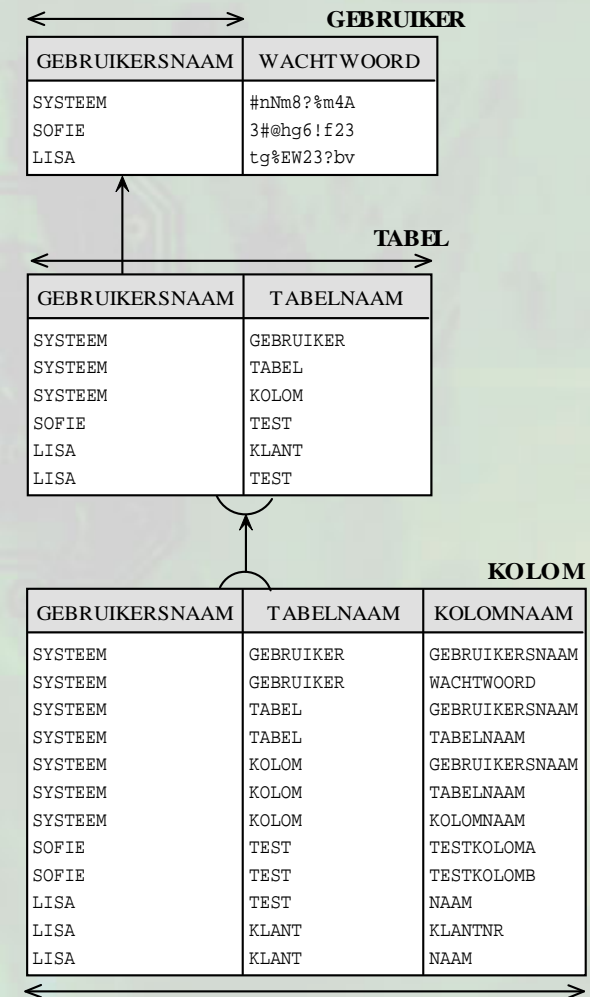 GEBRUIKER
GEBRUIKERSNAAM WACHTWOORD
SYSTEEM #nNm8?%m4A
SOFIE 3#@hg6!f23
LISA tg%EW23?bv
TABEL
GEBRUIKERSNAAM TABELNAAM
SYSTEEM GEBRUIKER
SYSTEEM TABEL
SYSTEEM KOLOM
SOFIE TEST
LISA KLANT
LISA TEST
KOLOM
GEBRUIKERSNAAM TABELNAAM KOLOMNAAM
SYSTEEM GEBRUIKER GEBRUIKERSNAAM
SYSTEEM GEBRUIKER WACHTWOORD
SYSTEEM TABEL GEBRUIKERSNAAM
SYSTEEM TABEL TABELNAAM
SYSTEEM KOLOM GEBRUIKERSNAAM
SYSTEEM KOLOM TABELNAAM
SYSTEEM KOLOM KOLOMNAAM
SOFIE TEST TESTKOLOMA
SOFIE TEST TESTKOLOMB
LISA TEST NAAM
LISA KLANT KLANTNR
LISA KLANT NAAM